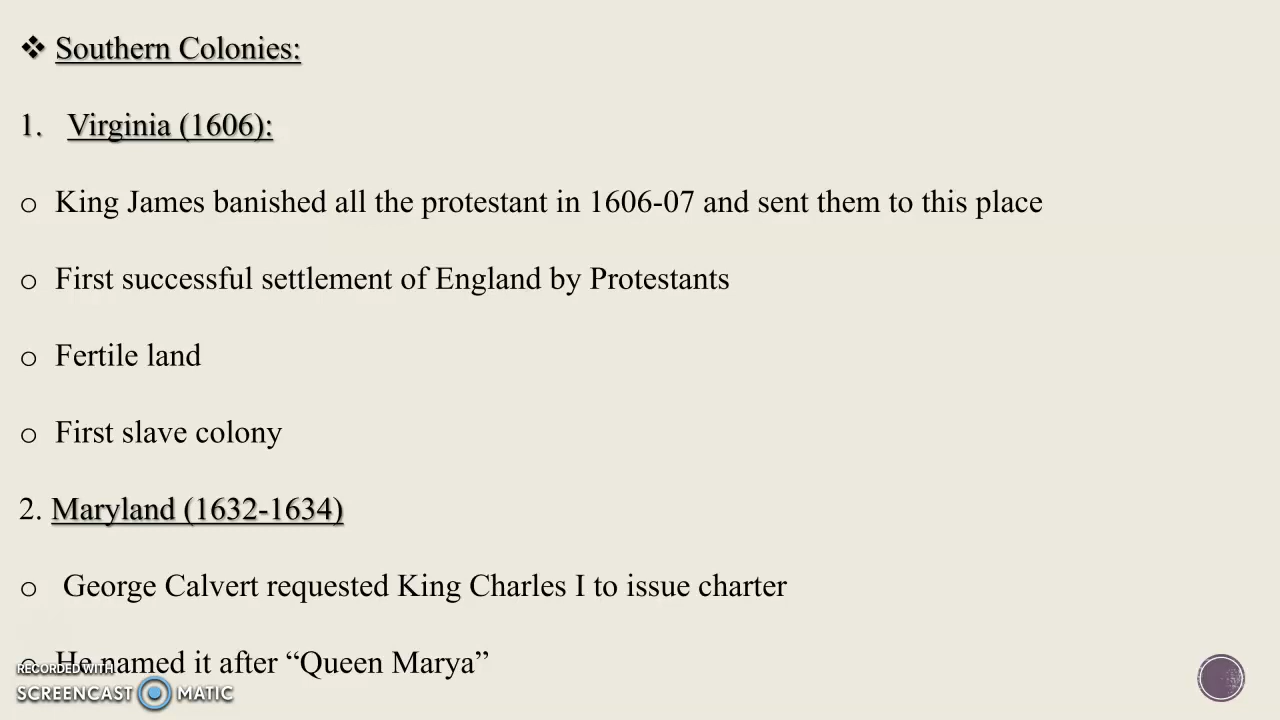 ❖ Southern Colonies:
1. Virginia (1606):
o King James banished all the protestant in 1606-07 and sent them to this place
o First successful settlement of England by Protestants
o Fertile land
o First slave colony
2. Maryland (1632-1634)
o George Calvert requested King Charles I to issue charter
o He named it after “Queen Marya”
RECORDED WITH
SCREENCAST MATIC